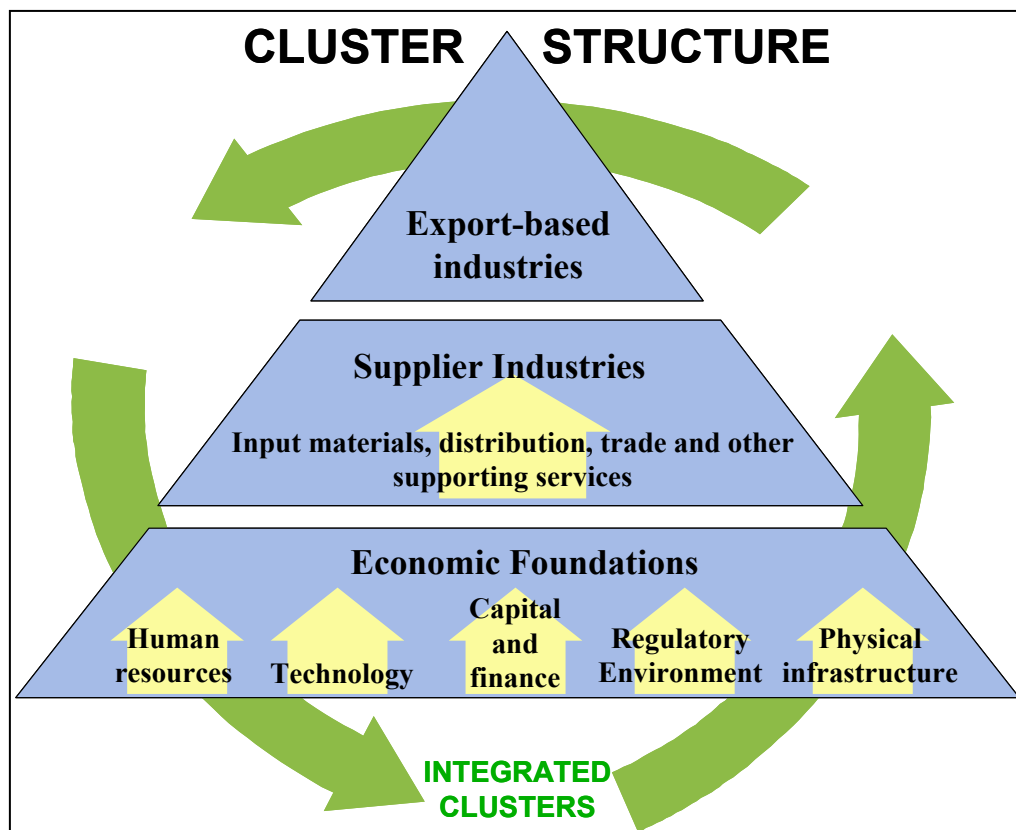 CLUSTER STRUCTURE
Export-based
industries
Supplier Industries
Input materials, distribution, trade and other
supporting services
Economic Foundations
Human
resources
Technology
Capital
and
finance
Regulatory
Environment
Physical
infrastructure
INTEGRATED
CLUSTERS